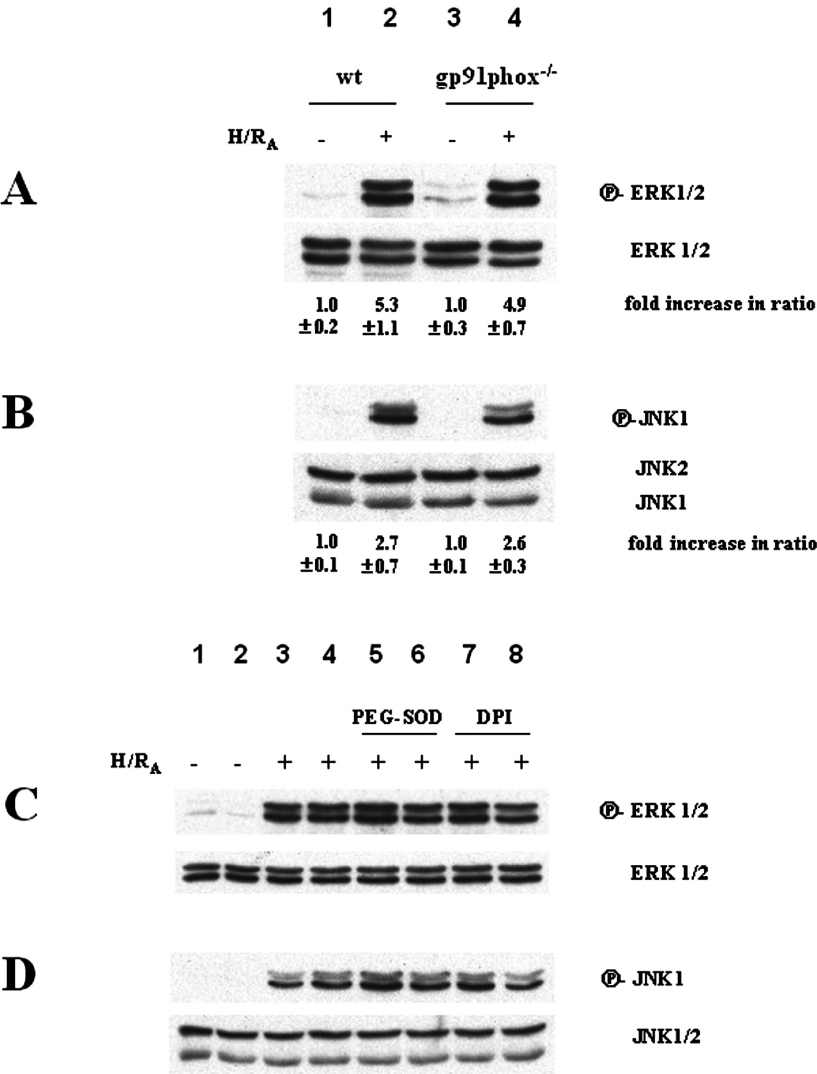 1 2 3 4
wt gp91phox-/-
H/RA - + - +
A
Ⓟ- ERK1/2
ERK 1/2
1.0 5.3 1.0 4.9 fold increase in ratio
±0.2 ±1.1 ±0.3 ±0.7
B
Ⓟ-JNK1
JNK2
JNK1
1.0 2.7 1.0 2.6 fold increase in ratio
±0.1 ±0.7 ±0.1 ±0.3
1 2 3 4 5 6 7 8
PEG-SOD DPI
H/RA - - + + + + + +
C
Ⓟ- ERK 1/2
ERK 1/2
D
Ⓟ- JNK1
JNK1/2